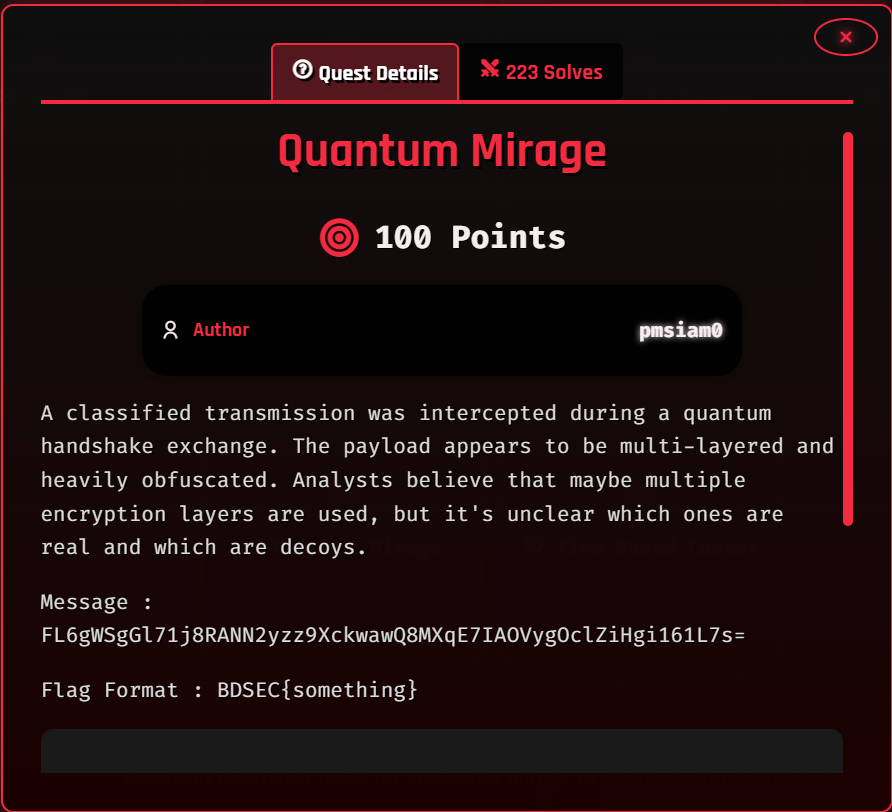 ×
Quest Details
223 Solves
Quantum Mirage
100 Points
Author
pmsiam0
A classified transmission was intercepted during a quantum
handshake exchange. The payload appears to be multi-layered and
heavily obfuscated. Analysts believe that maybe multiple
encryption layers are used, but it's unclear which ones are
real and which are decoys.
Message :
FL6gWSgGl71j8RANN2yzz9XckwawQ8MXqE7IAOVygOclZiHgi161L7s=
Flag Format : BDSEC{something}